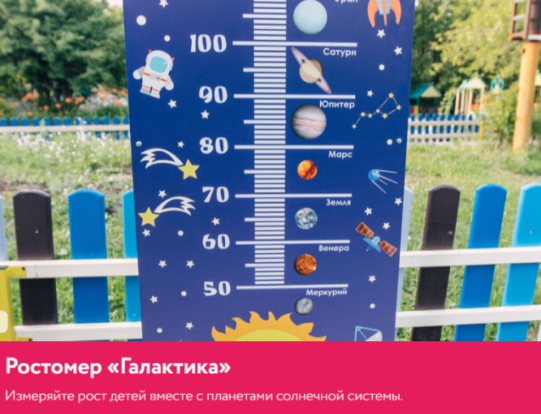 Уран
100
Сатурн
90
Юпитер
80
Марс
70
Земля
60
Венера
50
Меркурий
Ростомер «Галактика»
Измеряйте рост детей вместе с планетами солнечной системы.